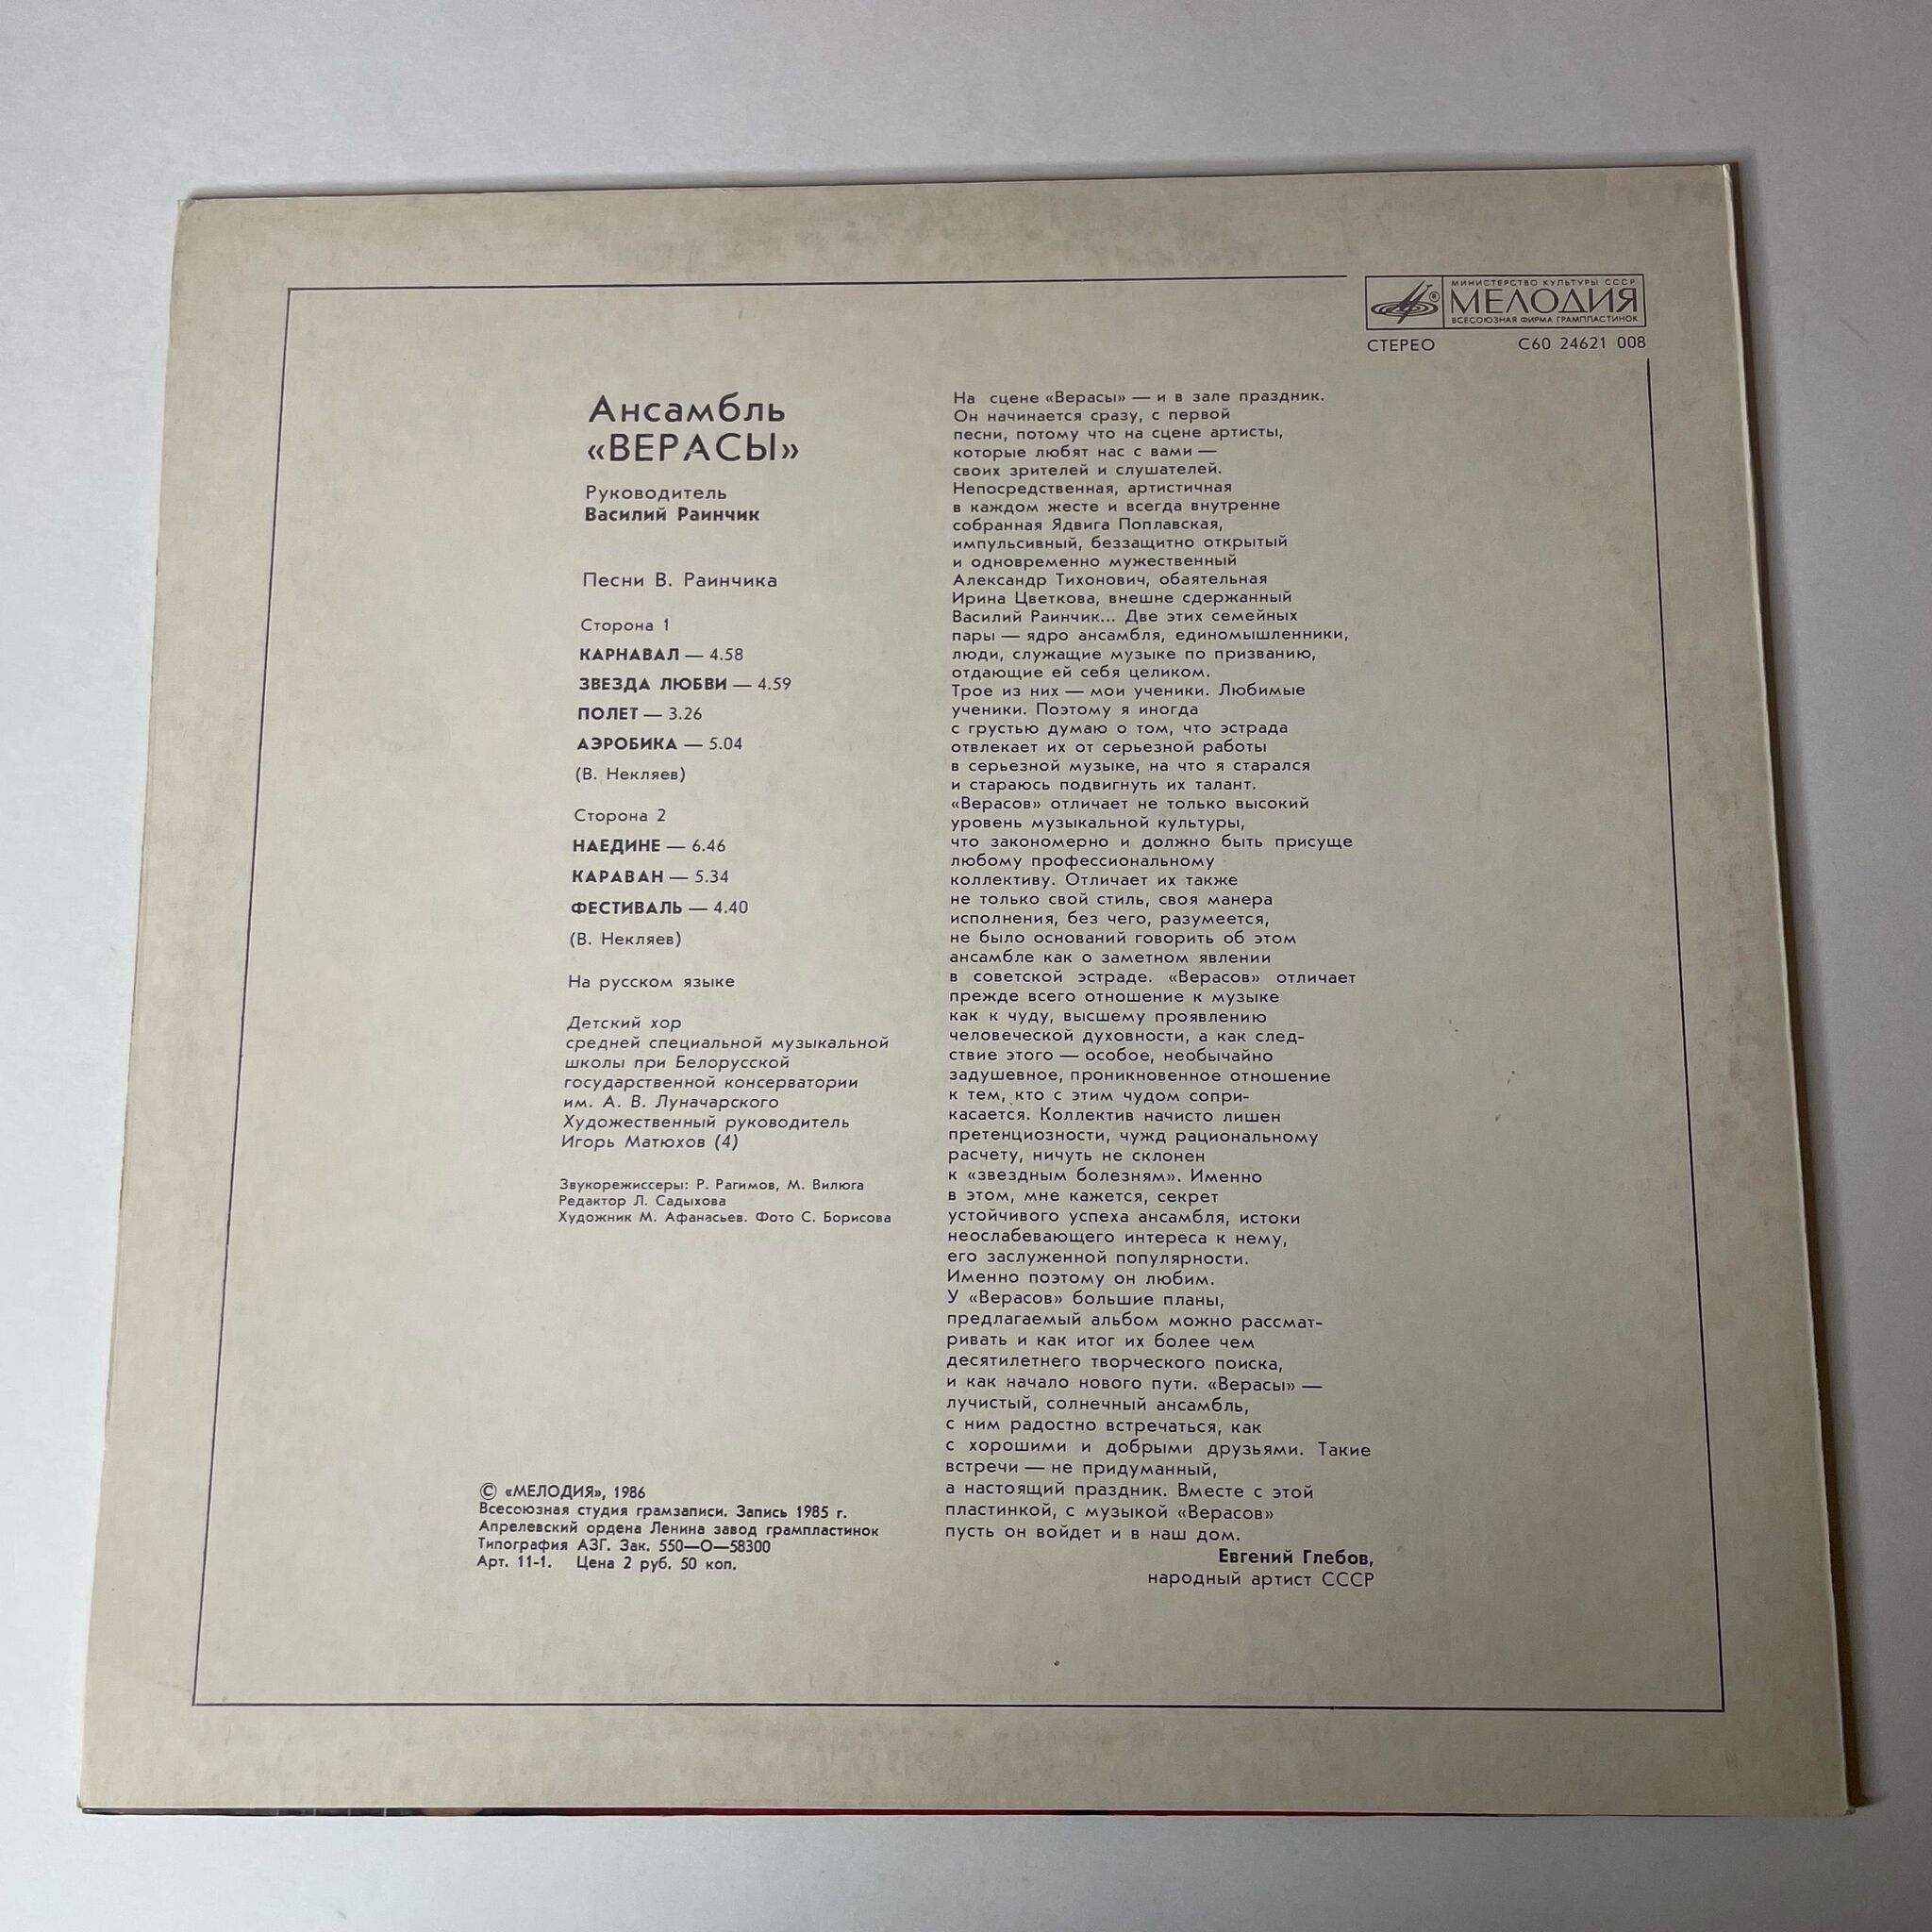 МИНИСТЕРСТВО КУЛЬТУРЫ СССР
МЕЛОДИЯ
ВСЕСОЮЗНАЯ ФИРМА ГРАМПЛАСТИНОК
СТЕРЕО С60 24621 008
Ансамбль
«ВЕРАСЫ»
Руководитель
Василий Раинчик
Песни В. Раинчика
Сторона 1
КАРНАВАЛ — 4.58
ЗВЕЗДА ЛЮБВИ — 4.59
ПОЛЕТ — 3.26
АЭРОБИКА — 5.04
(В. Некляев)
Сторона 2
НАЕДИНЕ — 6.46
КАРАВАН — 5.34
ФЕСТИВАЛЬ — 4.40
(В. Некляев)
На русском языке
Детский хор
средней специальной музыкальной
школы при Белорусской
государственной консерватории
им. А. В. Луначарского
Художественный руководитель
Игорь Матюхов (4)
Звукорежиссеры: Р. Рагимов, М. Вилюга
Редактор Л. Садыхова
Художник М. Афанасьев. Фото С. Борисова
© «МЕЛОДИЯ», 1986
Всесоюзная студия грамзаписи. Запись 1985 г.
Апрелевский ордена Ленина завод грампластинок
Типография АЗГ. Зак. 550—О—58300
Арт. 11-1. Цена 2 руб. 50 коп.
На сцене «Верасы» — и в зале праздник.
Он начинается сразу, с первой
песни, потому что на сцене артисты,
которые любят нас с вами —
своих зрителей и слушателей.
Непосредственная, артистичная
в каждом жесте и всегда внутренне
собранная Ядвига Поплавская,
импульсивный, беззащитно открытый
и одновременно мужественный
Александр Тихонович, обаятельная
Ирина Цветкова, внешне сдержанный
Василий Раинчик... Две этих семейных
пары — ядро ансамбля, единомышленники,
люди, служащие музыке по призванию,
отдающие ей себя целиком.
Трое из них — мои ученики. Любимые
ученики. Поэтому я иногда
с грустью думаю о том, что эстрада
отвлекает их от серьезной работы
в серьезной музыке, на что я старался
и стараюсь подвигнуть их талант.
«Верасов» отличает не только высокий
уровень музыкальной культуры,
что закономерно и должно быть присуще
любому профессиональному
коллективу. Отличает их также
не только свой стиль, своя манера
исполнения, без чего, разумеется,
не было оснований говорить об этом
ансамбле как о заметном явлении
в советской эстраде. «Верасов» отличает
прежде всего отношение к музыке
как к чуду, высшему проявлению
человеческой духовности, а как след-
ствие этого — особое, необычайно
задушевное, проникновенное отношение
к тем, кто с этим чудом сопри-
касается. Коллектив начисто лишен
претенциозности, чужд рациональному
расчету, ничуть не склонен
к «звездным болезням». Именно
в этом, мне кажется, секрет
устойчивого успеха ансамбля, истоки
неослабевающего интереса к нему,
его заслуженной популярности.
Именно поэтому он любим.
У «Верасов» большие планы,
предлагаемый альбом можно рассмат-
ривать и как итог их более чем
десятилетнего творческого поиска,
и как начало нового пути. «Верасы» —
лучистый, солнечный ансамбль,
с ним радостно встречаться, как
с хорошими и добрыми друзьями. Такие
встречи — не придуманный,
а настоящий праздник. Вместе с этой
пластинкой, с музыкой «Верасов»
пусть он войдет и в наш дом.
Евгений Глебов,
народный артист СССР